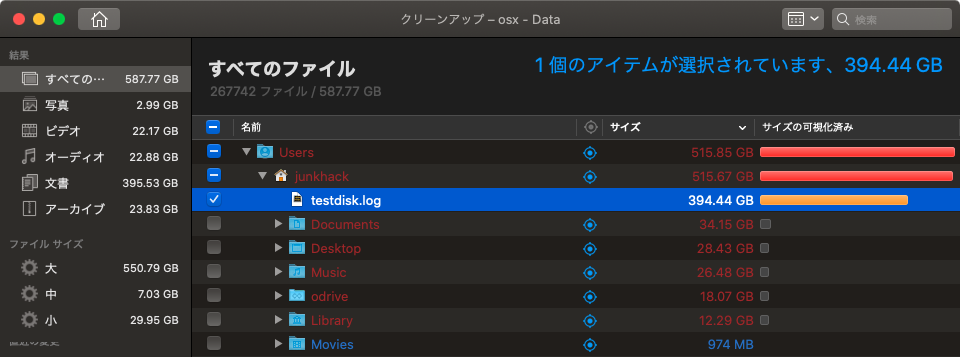 クリーンアップ – osx - Data
検索
結果
すべての… 587.77 GB
写真 2.99 GB
ビデオ 22.17 GB
オーディオ 22.88 GB
文書 395.53 GB
アーカイブ 23.83 GB
ファイル サイズ
大 550.79 GB
中 7.03 GB
小 29.95 GB
すべてのファイル
267742 ファイル / 587.77 GB
1 個のアイテムが選択されています、394.44 GB
名前 サイズ サイズの可視化済み
Users 515.85 GB
junkhack 515.67 GB
testdisk.log 394.44 GB
Documents 34.15 GB
Desktop 28.43 GB
Music 26.48 GB
odrive 18.07 GB
Library 12.29 GB
Movies 974 MB